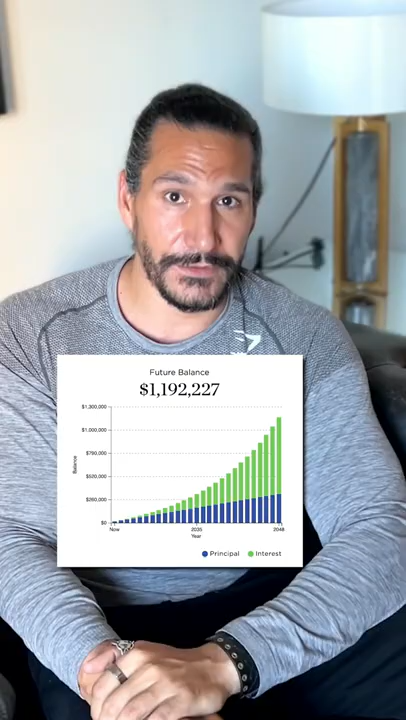 Future Balance
$1,192,227
$1,300,000
$1,000,000
$780,000
$520,000
$260,000
$0
Balance
Now
2035
2048
Year
Principal
Interest